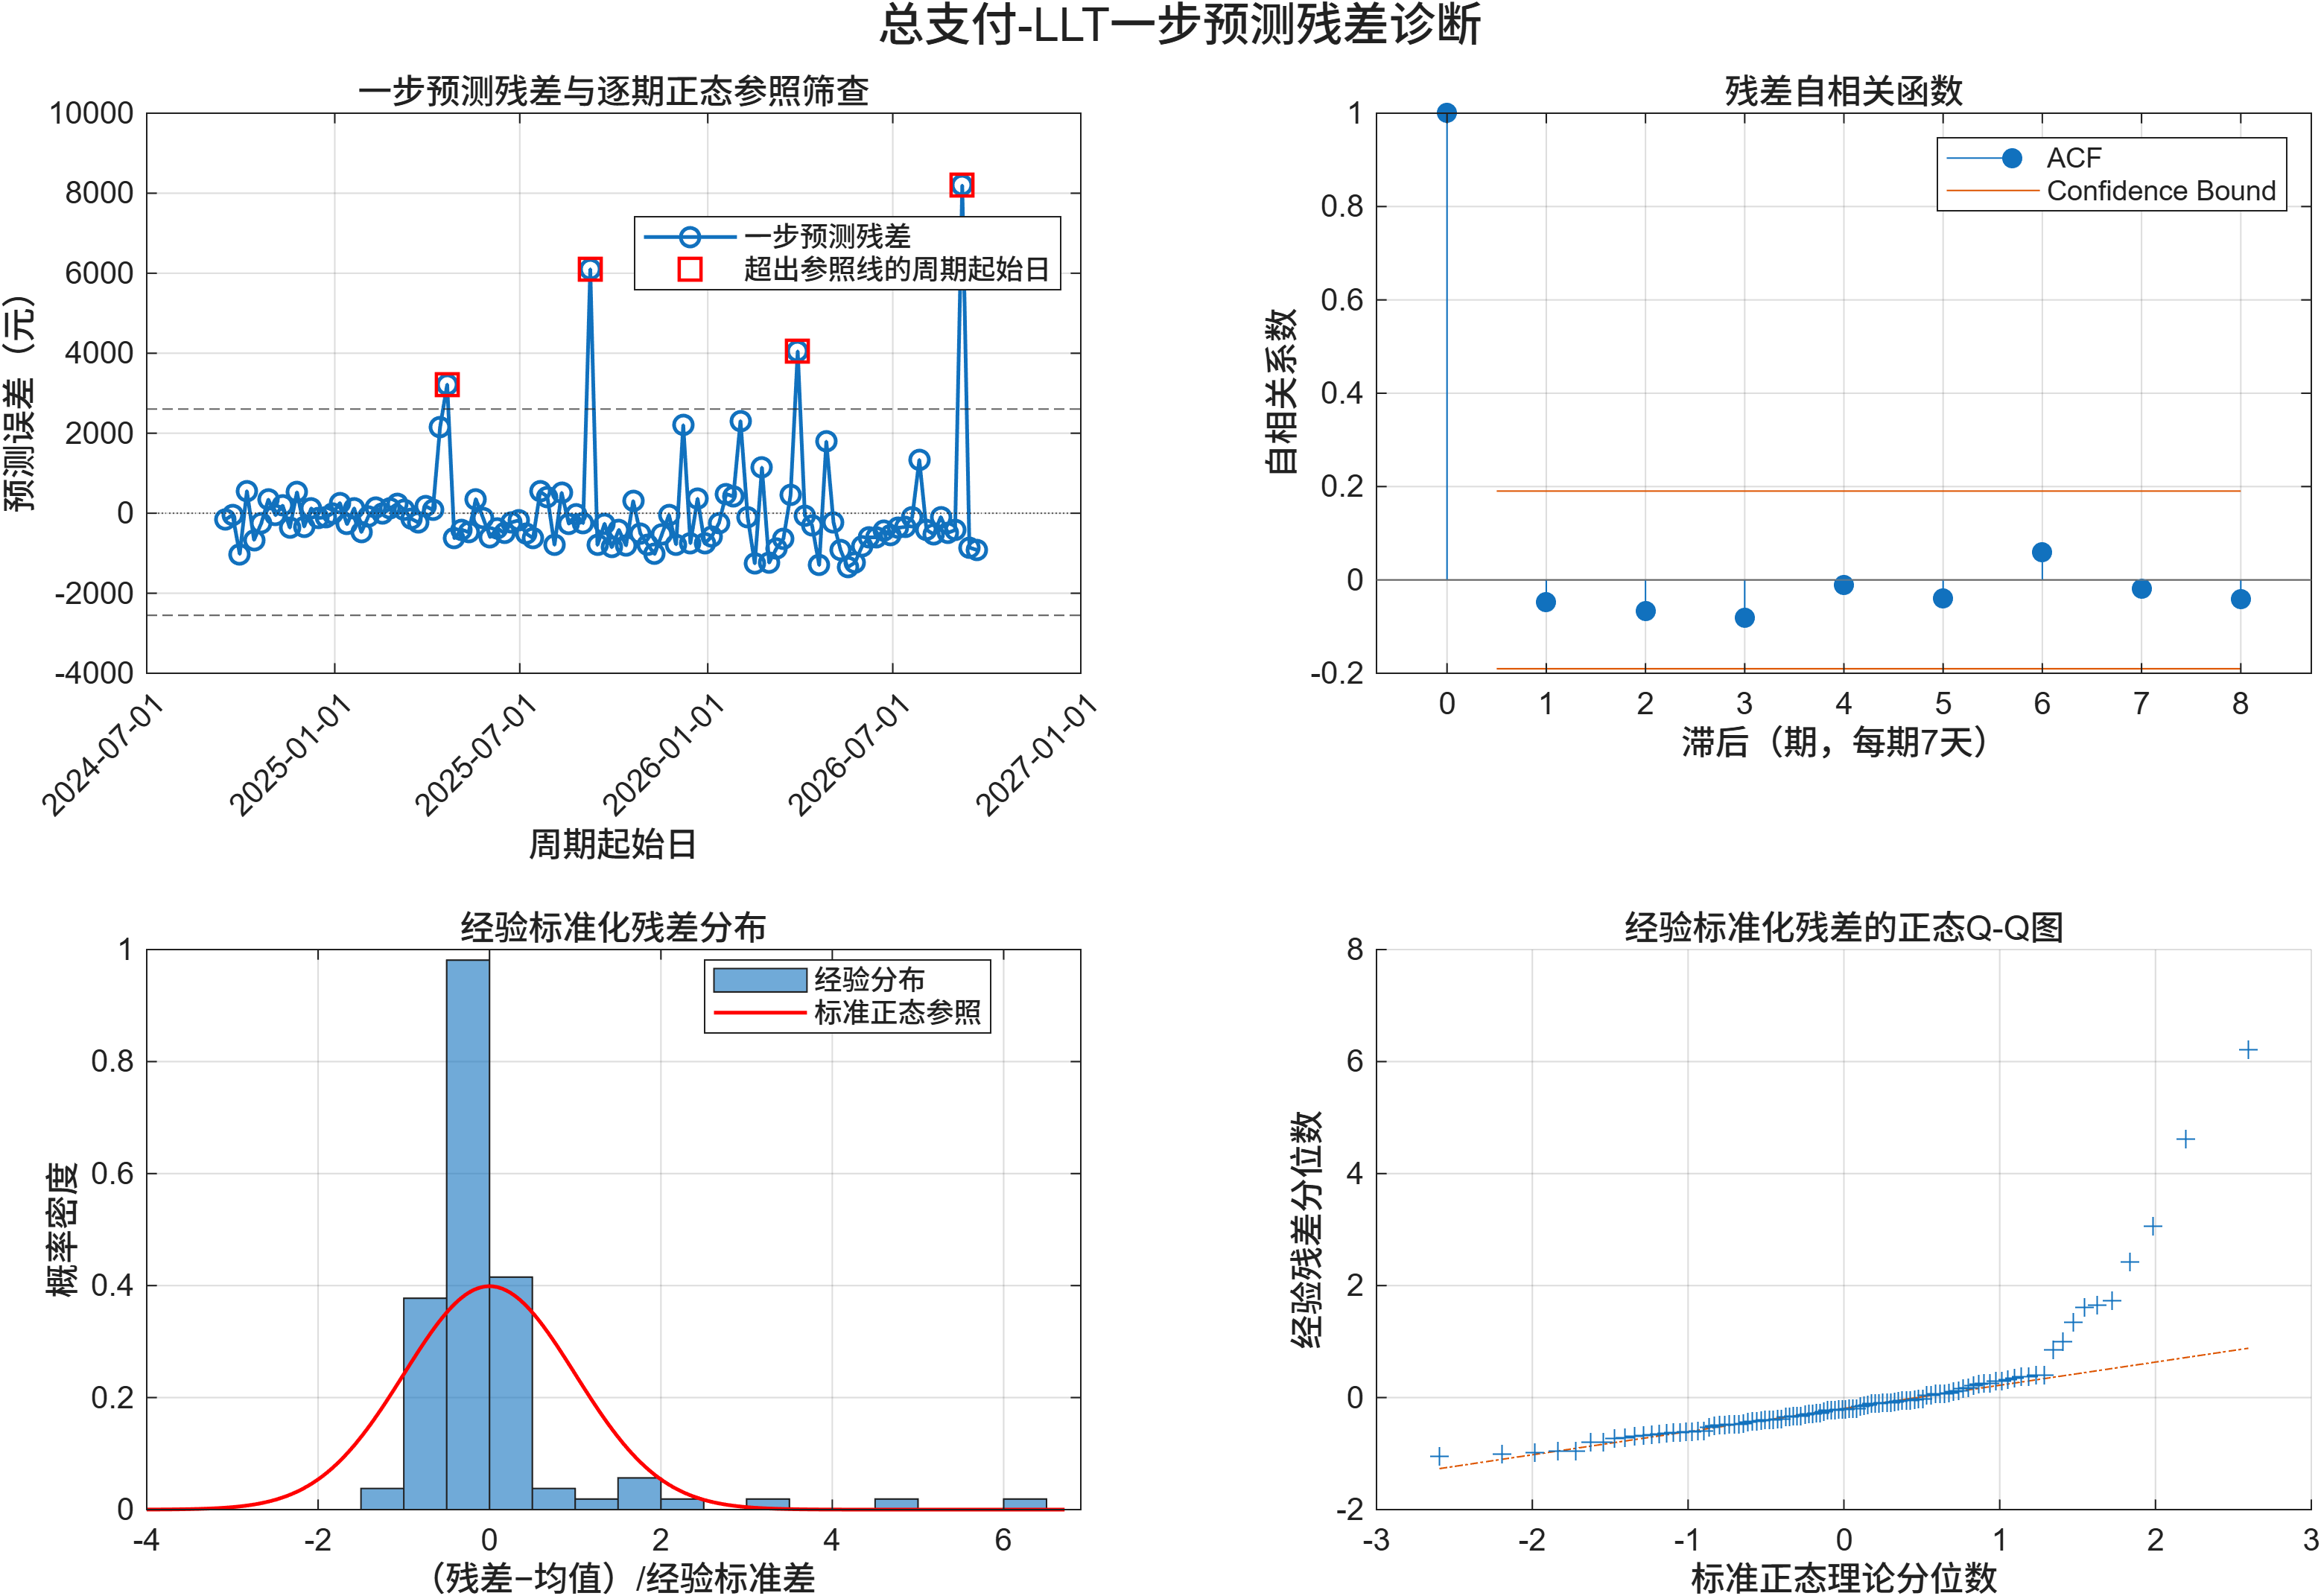 总支付-LLT一步预测残差诊断
一步预测残差与逐期正态参照筛查
10000
8000
6000
4000
2000
0
-2000
-4000
预测误差（元）
一步预测残差
超出参照线的周期起始日
2024-07-01
2025-01-01
2025-07-01
2026-01-01
2026-07-01
2027-01-01
周期起始日
残差自相关函数
1
0.8
0.6
0.4
0.2
0
-0.2
自相关系数
ACF
Confidence Bound
0 1 2 3 4 5 6 7 8
滞后（期，每期7天）
经验标准化残差分布
1
0.8
0.6
0.4
0.2
0
概率密度
经验分布
标准正态参照
-4 -2 0 2 4 6
（残差−均值）/经验标准差
经验标准化残差的正态Q-Q图
8
6
4
2
0
-2
经验残差分位数
-3 -2 -1 0 1 2 3
标准正态理论分位数